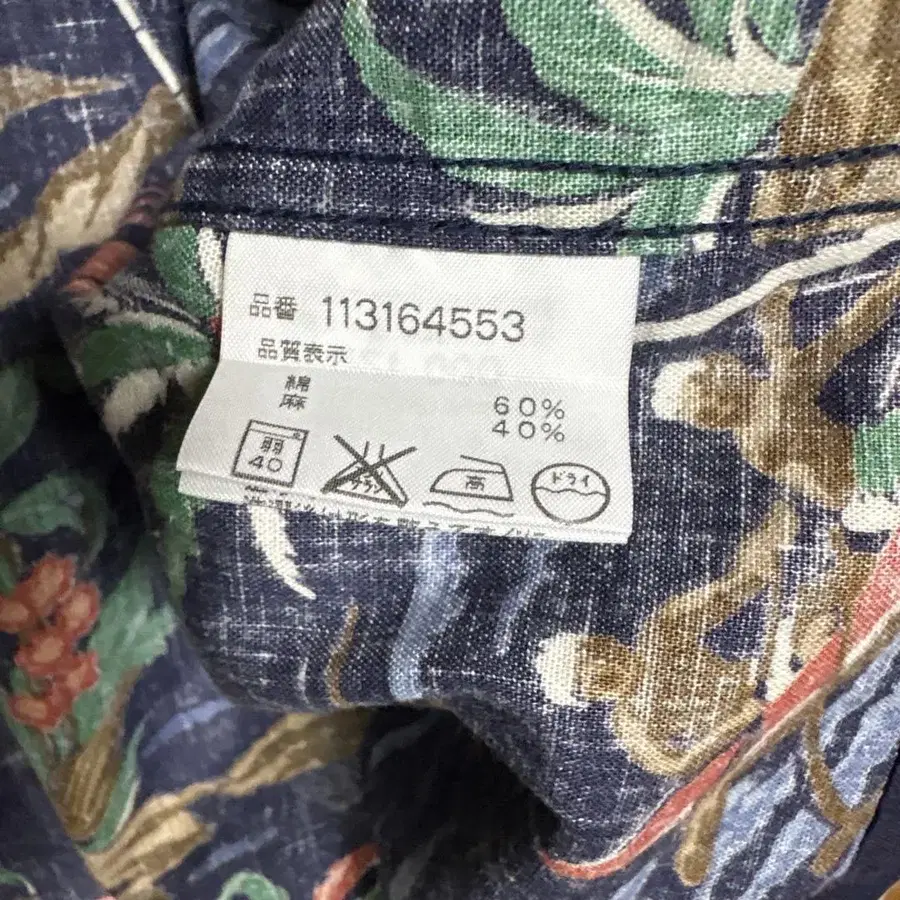 品番 113164553
品質表示
綿 60%
麻 40%
弱 40
高
ドライ